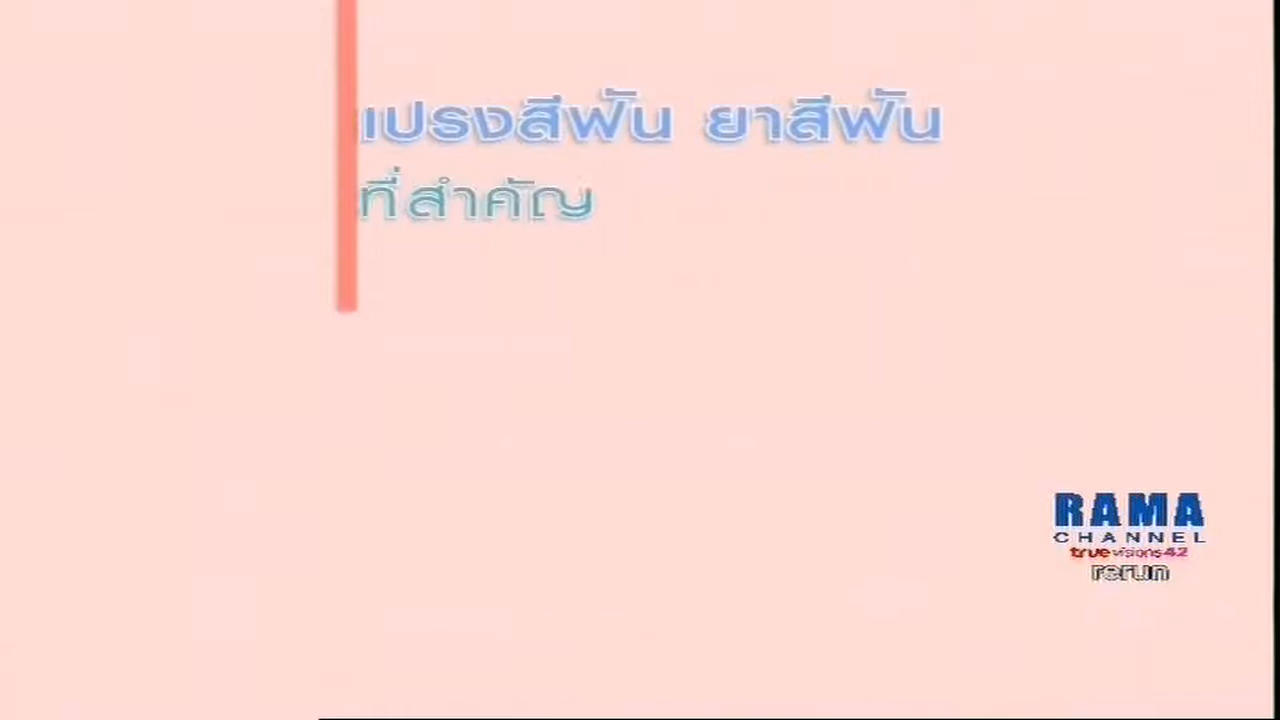 แปรงสีฟัน ยาสีฟัน
ที่สำคัญ
RAMA
CHANNEL
truevisions42
rerun